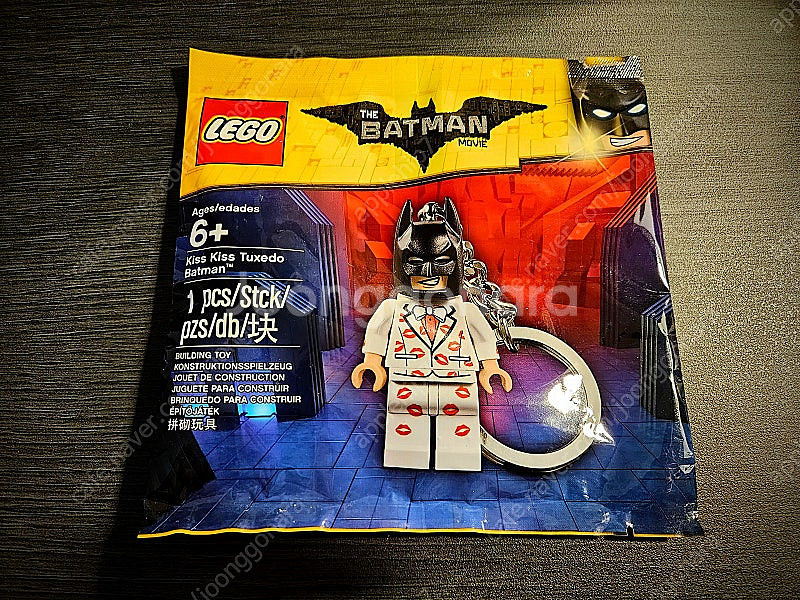 LEGO
THE
BATMAN
MOVIE
Ages/edades
6+
Kiss Kiss Tuxedo
Batman™
1 pcs/Stck/
pzs/db/块
BUILDING TOY
KONSTRUKTIONSSPIELZEUG
JOUET DE CONSTRUCTION
JUGUETE PARA CONSTRUIR
BRINQUEDO PARA CONSTRUIR
ÉPÍTŐJÁTÉK
拼砌玩具
joonggonara